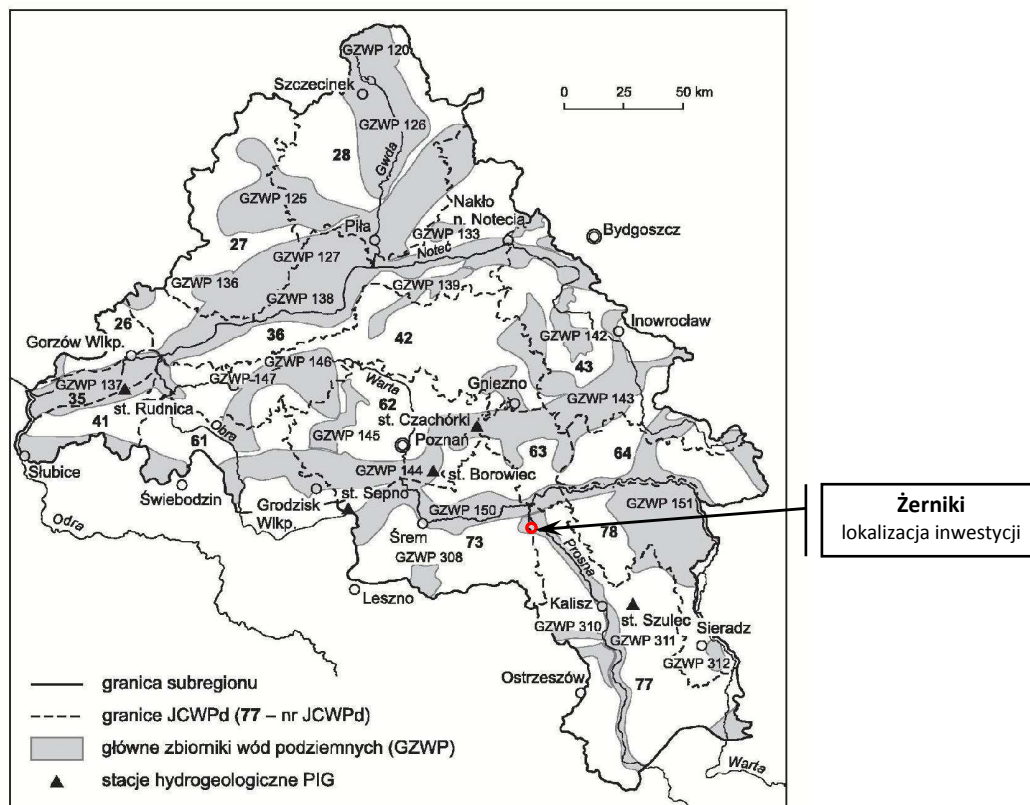 GZWP 120
Szczecinek
0 25 50 km
GZWP 126
28
Gwda
GZWP 125
Nakło
n. Notecią
Piła
GZWP 133
Bydgoszcz
27
Noteć
GZWP 127
GZWP 136
GZWP 139
GZWP 138
26
36
42
Inowrocław
GZWP 142
Gorzów Wlkp.
GZWP 146
43
GZWP 137
GZWP 147
Warta
Gniezno
35
st. Rudnica
62
GZWP 143
41
Obra
st. Czachórki
61
GZWP 145
Poznań
63
64
Słubice
GZWP 144
st. Borowiec
Świebodzin
Grodzisk
Wlkp.
st. Sepno
GZWP 151
Odra
GZWP 150
Śrem
73
78
Prosna
GZWP 308
Leszno
Kalisz
st. Szulec
GZWP 310
GZWP 311
Sieradz
GZWP 312
Ostrzeszów
77
Warta
Żerniki
lokalizacja inwestycji
granica subregionu
granice JCWPd (77 – nr JCWPd)
główne zbiorniki wód podziemnych (GZWP)
stacje hydrogeologiczne PIG